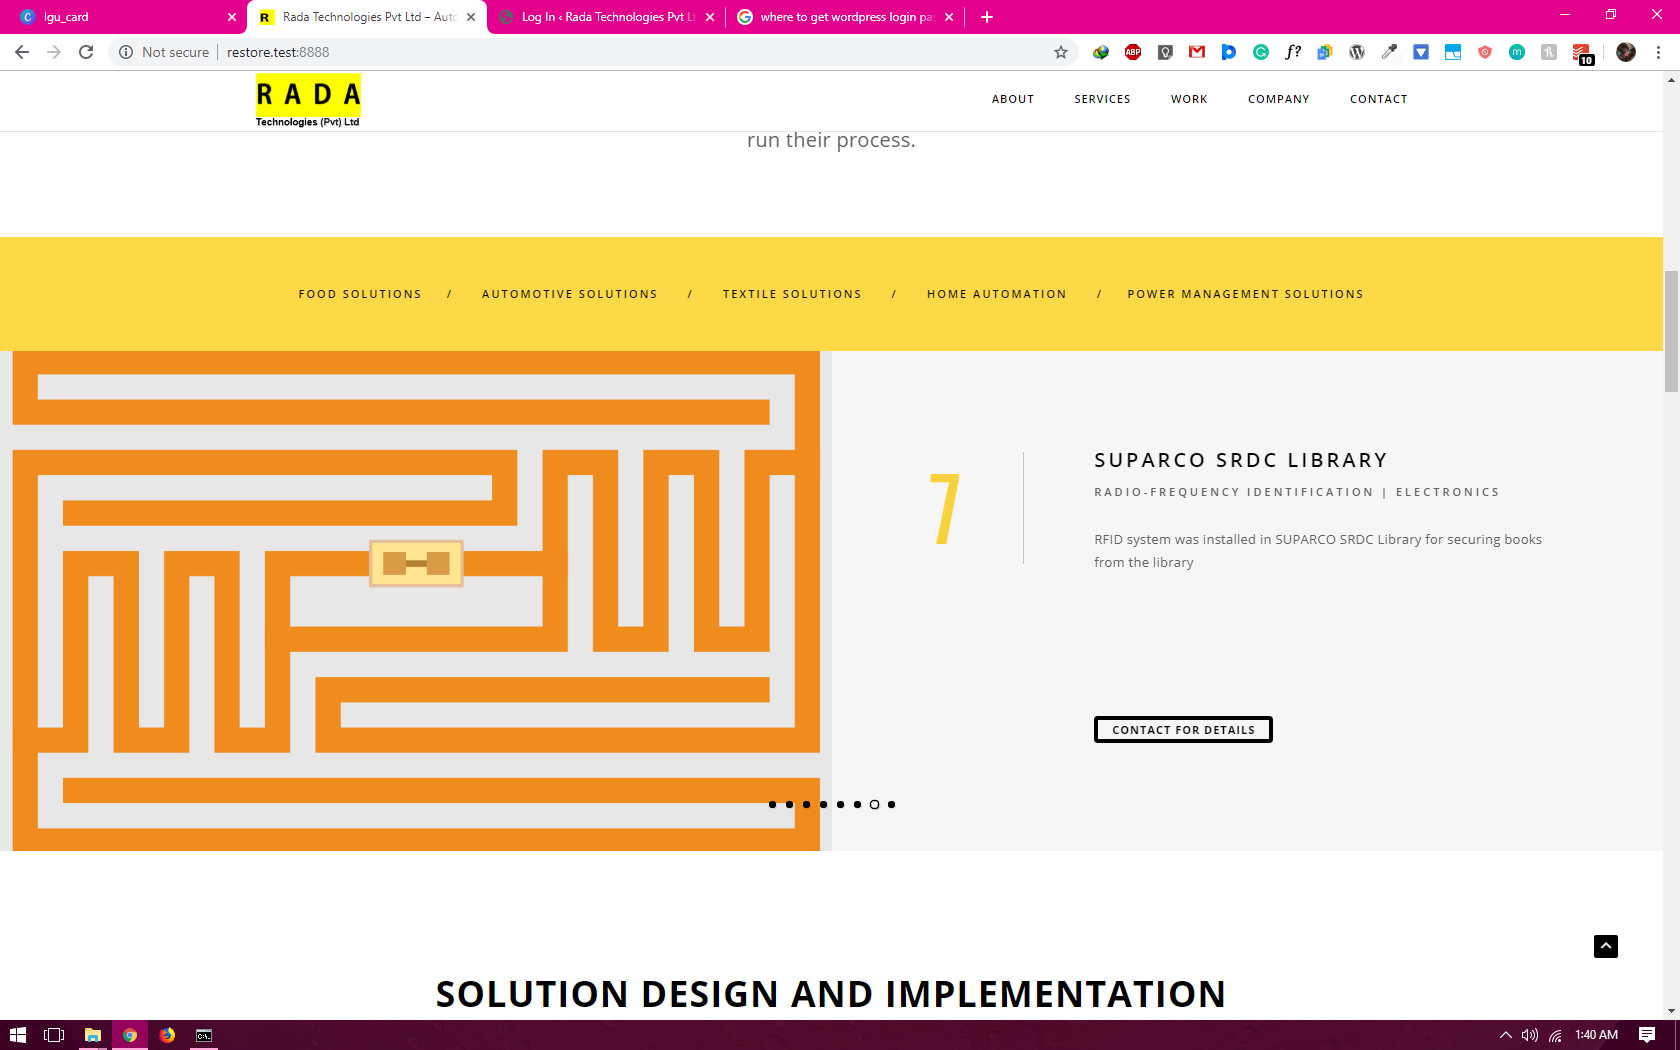 lgu_card
Rada Technologies Pvt Ltd – Auto
Log In ‹ Rada Technologies Pvt Lt
where to get wordpress login pa
Not secure
restore.test:8888
ABP
f?
10
RADA
Technologies (Pvt) Ltd
ABOUT
SERVICES
WORK
COMPANY
CONTACT
run their process.
FOOD SOLUTIONS / AUTOMOTIVE SOLUTIONS / TEXTILE SOLUTIONS / HOME AUTOMATION / POWER MANAGEMENT SOLUTIONS
7
SUPARCO SRDC LIBRARY
RADIO-FREQUENCY IDENTIFICATION | ELECTRONICS
RFID system was installed in SUPARCO SRDC Library for securing books
from the library
CONTACT FOR DETAILS
SOLUTION DESIGN AND IMPLEMENTATION
1:40 AM